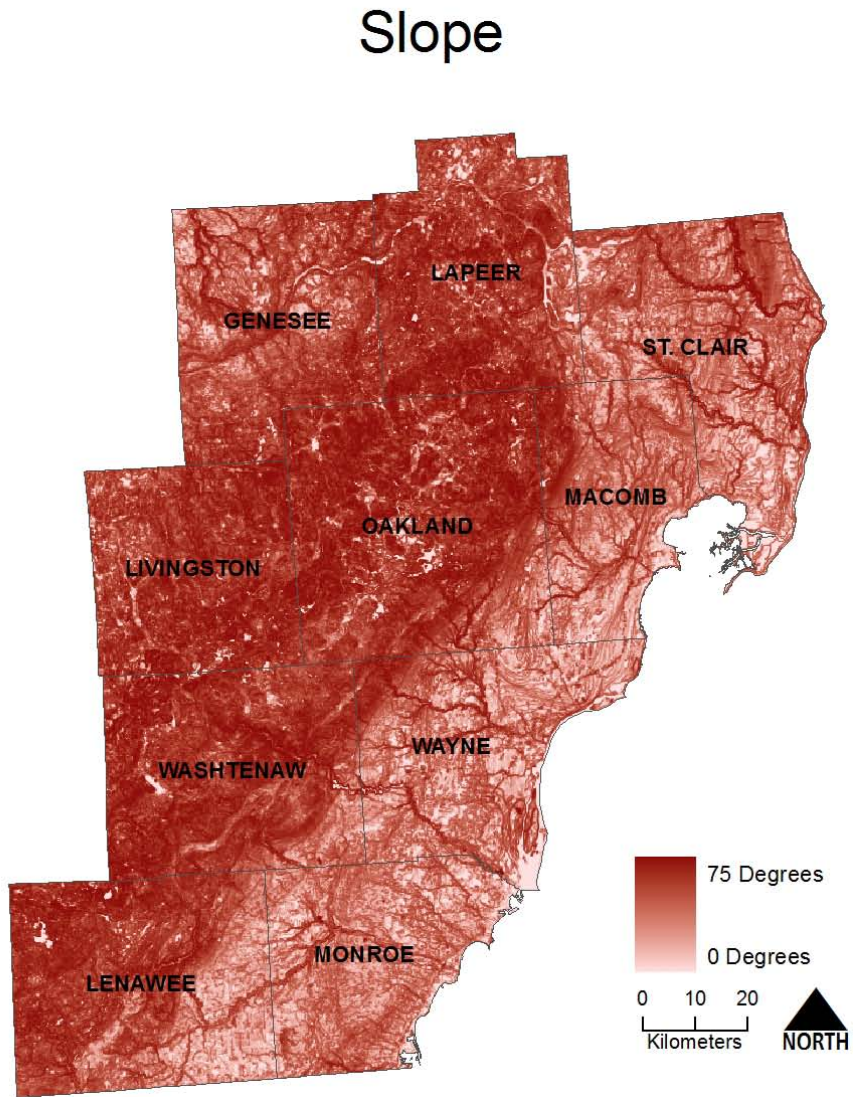 Slope
LAPEER
GENESEE
ST. CLAIR
MACOMB
OAKLAND
LIVINGSTON
WAYNE
WASHTENAW
MONROE
LENAWEE
75 Degrees
0 Degrees
0 10 20
Kilometers
NORTH